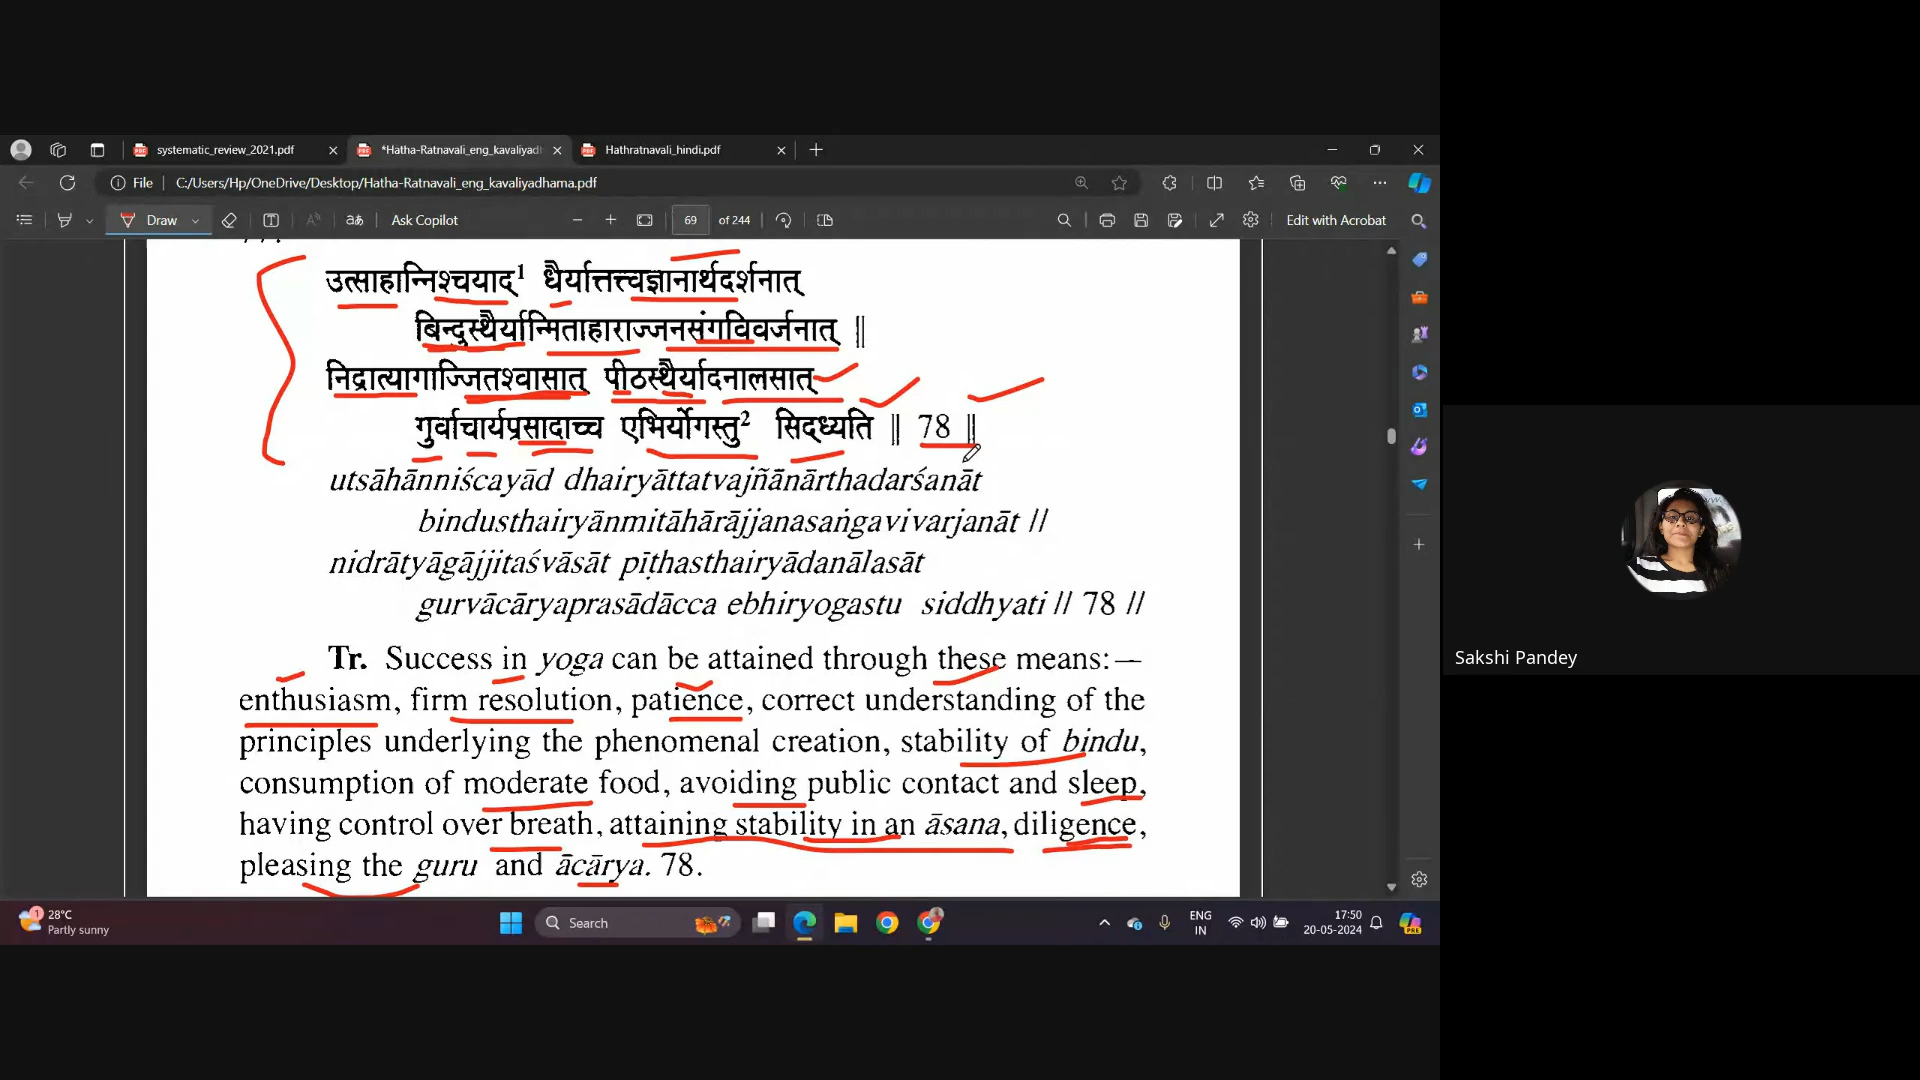 systematic_review_2021.pdf
*Hatha-Ratnavali_eng_kavaliyadh
Hathratnavali_hindi.pdf
File
C:/Users/Hp/OneDrive/Desktop/Hatha-Ratnavali_eng_kavaliyadhama.pdf
Draw
aあ
Ask Copilot
69 of 244
Edit with Acrobat
उत्साहान्निश्चयाद्¹ धैर्यात्तत्त्वज्ञानार्थदर्शनात्
बिन्दुस्थैर्यान्मिताहाराज्जनसंगविवर्जनात् ||
निद्रात्यागाज्जितश्वासात् पीठस्थैर्यादनालसात्
गुर्वाचार्यप्रसादाच्च एभिर्योगस्तु² सिद्ध्यति || 78 ||
utsāhānniścayād dhairyāttatvajñānārthadarśanāt
bindusthairyānmitāhārājjanasaṅgavivarjanāt //
nidrātyāgājjitaśvāsāt pīṭhasthairyādanālasāt
gurvācāryaprasādācca ebhiryogastu siddhyati // 78 //
Tr. Success in yoga can be attained through these means:—
enthusiasm, firm resolution, patience, correct understanding of the
principles underlying the phenomenal creation, stability of bindu,
consumption of moderate food, avoiding public contact and sleep,
having control over breath, attaining stability in an āsana, diligence,
pleasing the guru and ācārya. 78.
Sakshi Pandey
1
28°C
Partly sunny
Search
ENG
IN
17:50
20-05-2024
PRE